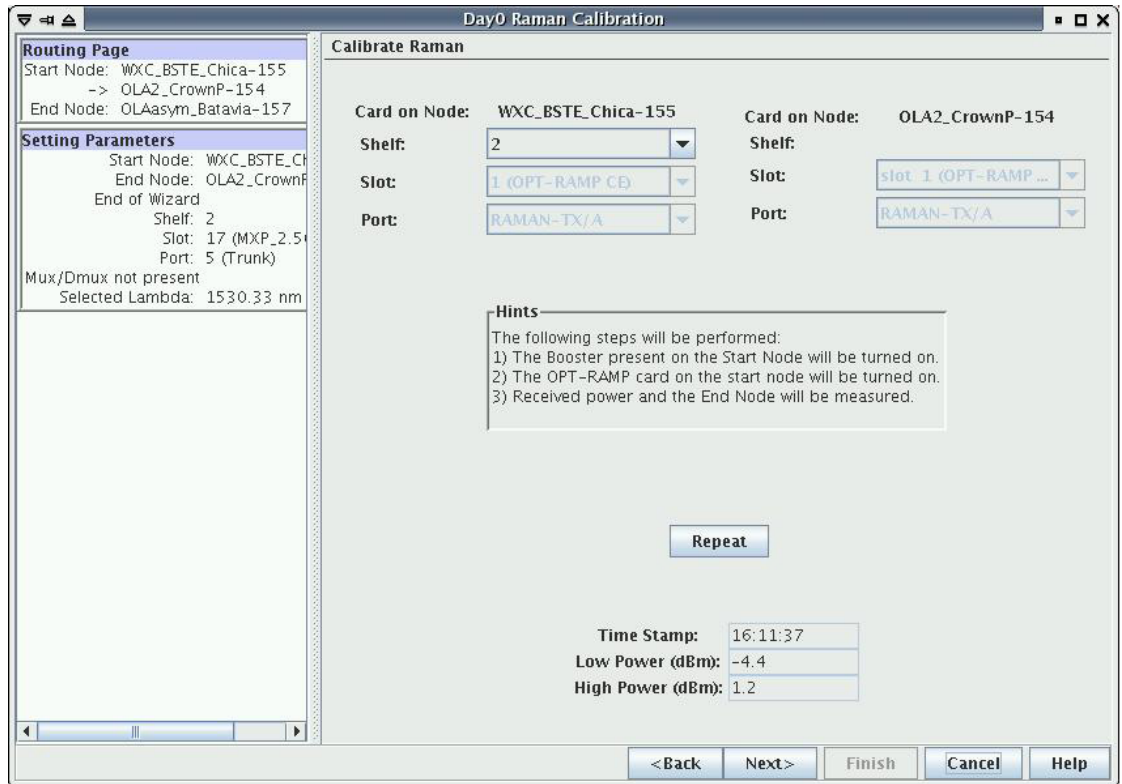 Day0 Raman Calibration
Routing Page
Start Node: WXC_BSTE_Chica-155
-> OLA2_CrownP-154
End Node: OLAasym_Batavia-157
Setting Parameters
Start Node: WXC_BSTE_Ch
End Node: OLA2_CrownP
End of Wizard
Shelf: 2
Slot: 17 (MXP_2.5
Port: 5 (Trunk)
Mux/Dmux not present
Selected Lambda: 1530.33 nm
Calibrate Raman
Card on Node: WXC_BSTE_Chica-155
Shelf: 2
Slot: 1 (OPT-RAMP CE)
Port: RAMAN-TX/A
Card on Node: OLA2_CrownP-154
Shelf:
Slot: slot 1 (OPT-RAMP ...
Port: RAMAN-TX/A
Hints
The following steps will be performed:
1) The Booster present on the Start Node will be turned on.
2) The OPT-RAMP card on the start node will be turned on.
3) Received power and the End Node will be measured.
Repeat
Time Stamp: 16:11:37
Low Power (dBm): -4.4
High Power (dBm): 1.2
<Back Next> Finish Cancel Help